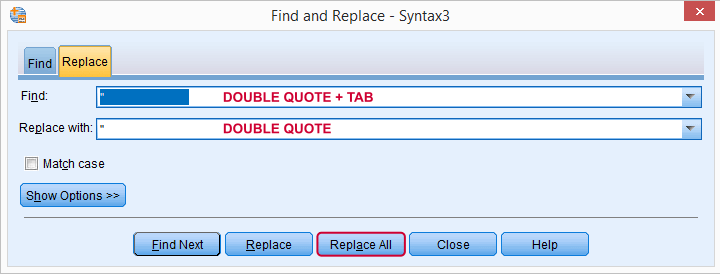 Find and Replace - Syntax3
Find
Replace
Find: " DOUBLE QUOTE + TAB
Replace with: " DOUBLE QUOTE
Match case
Show Options >>
Find Next Replace Replace All Close Help